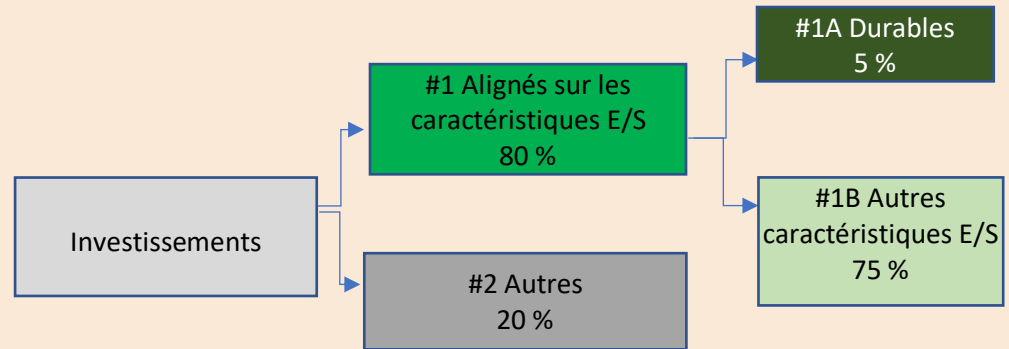 Investissements
#1 Alignés sur les
caractéristiques E/S
80 %
#2 Autres
20 %
#1A Durables
5 %
#1B Autres
caractéristiques E/S
75 %